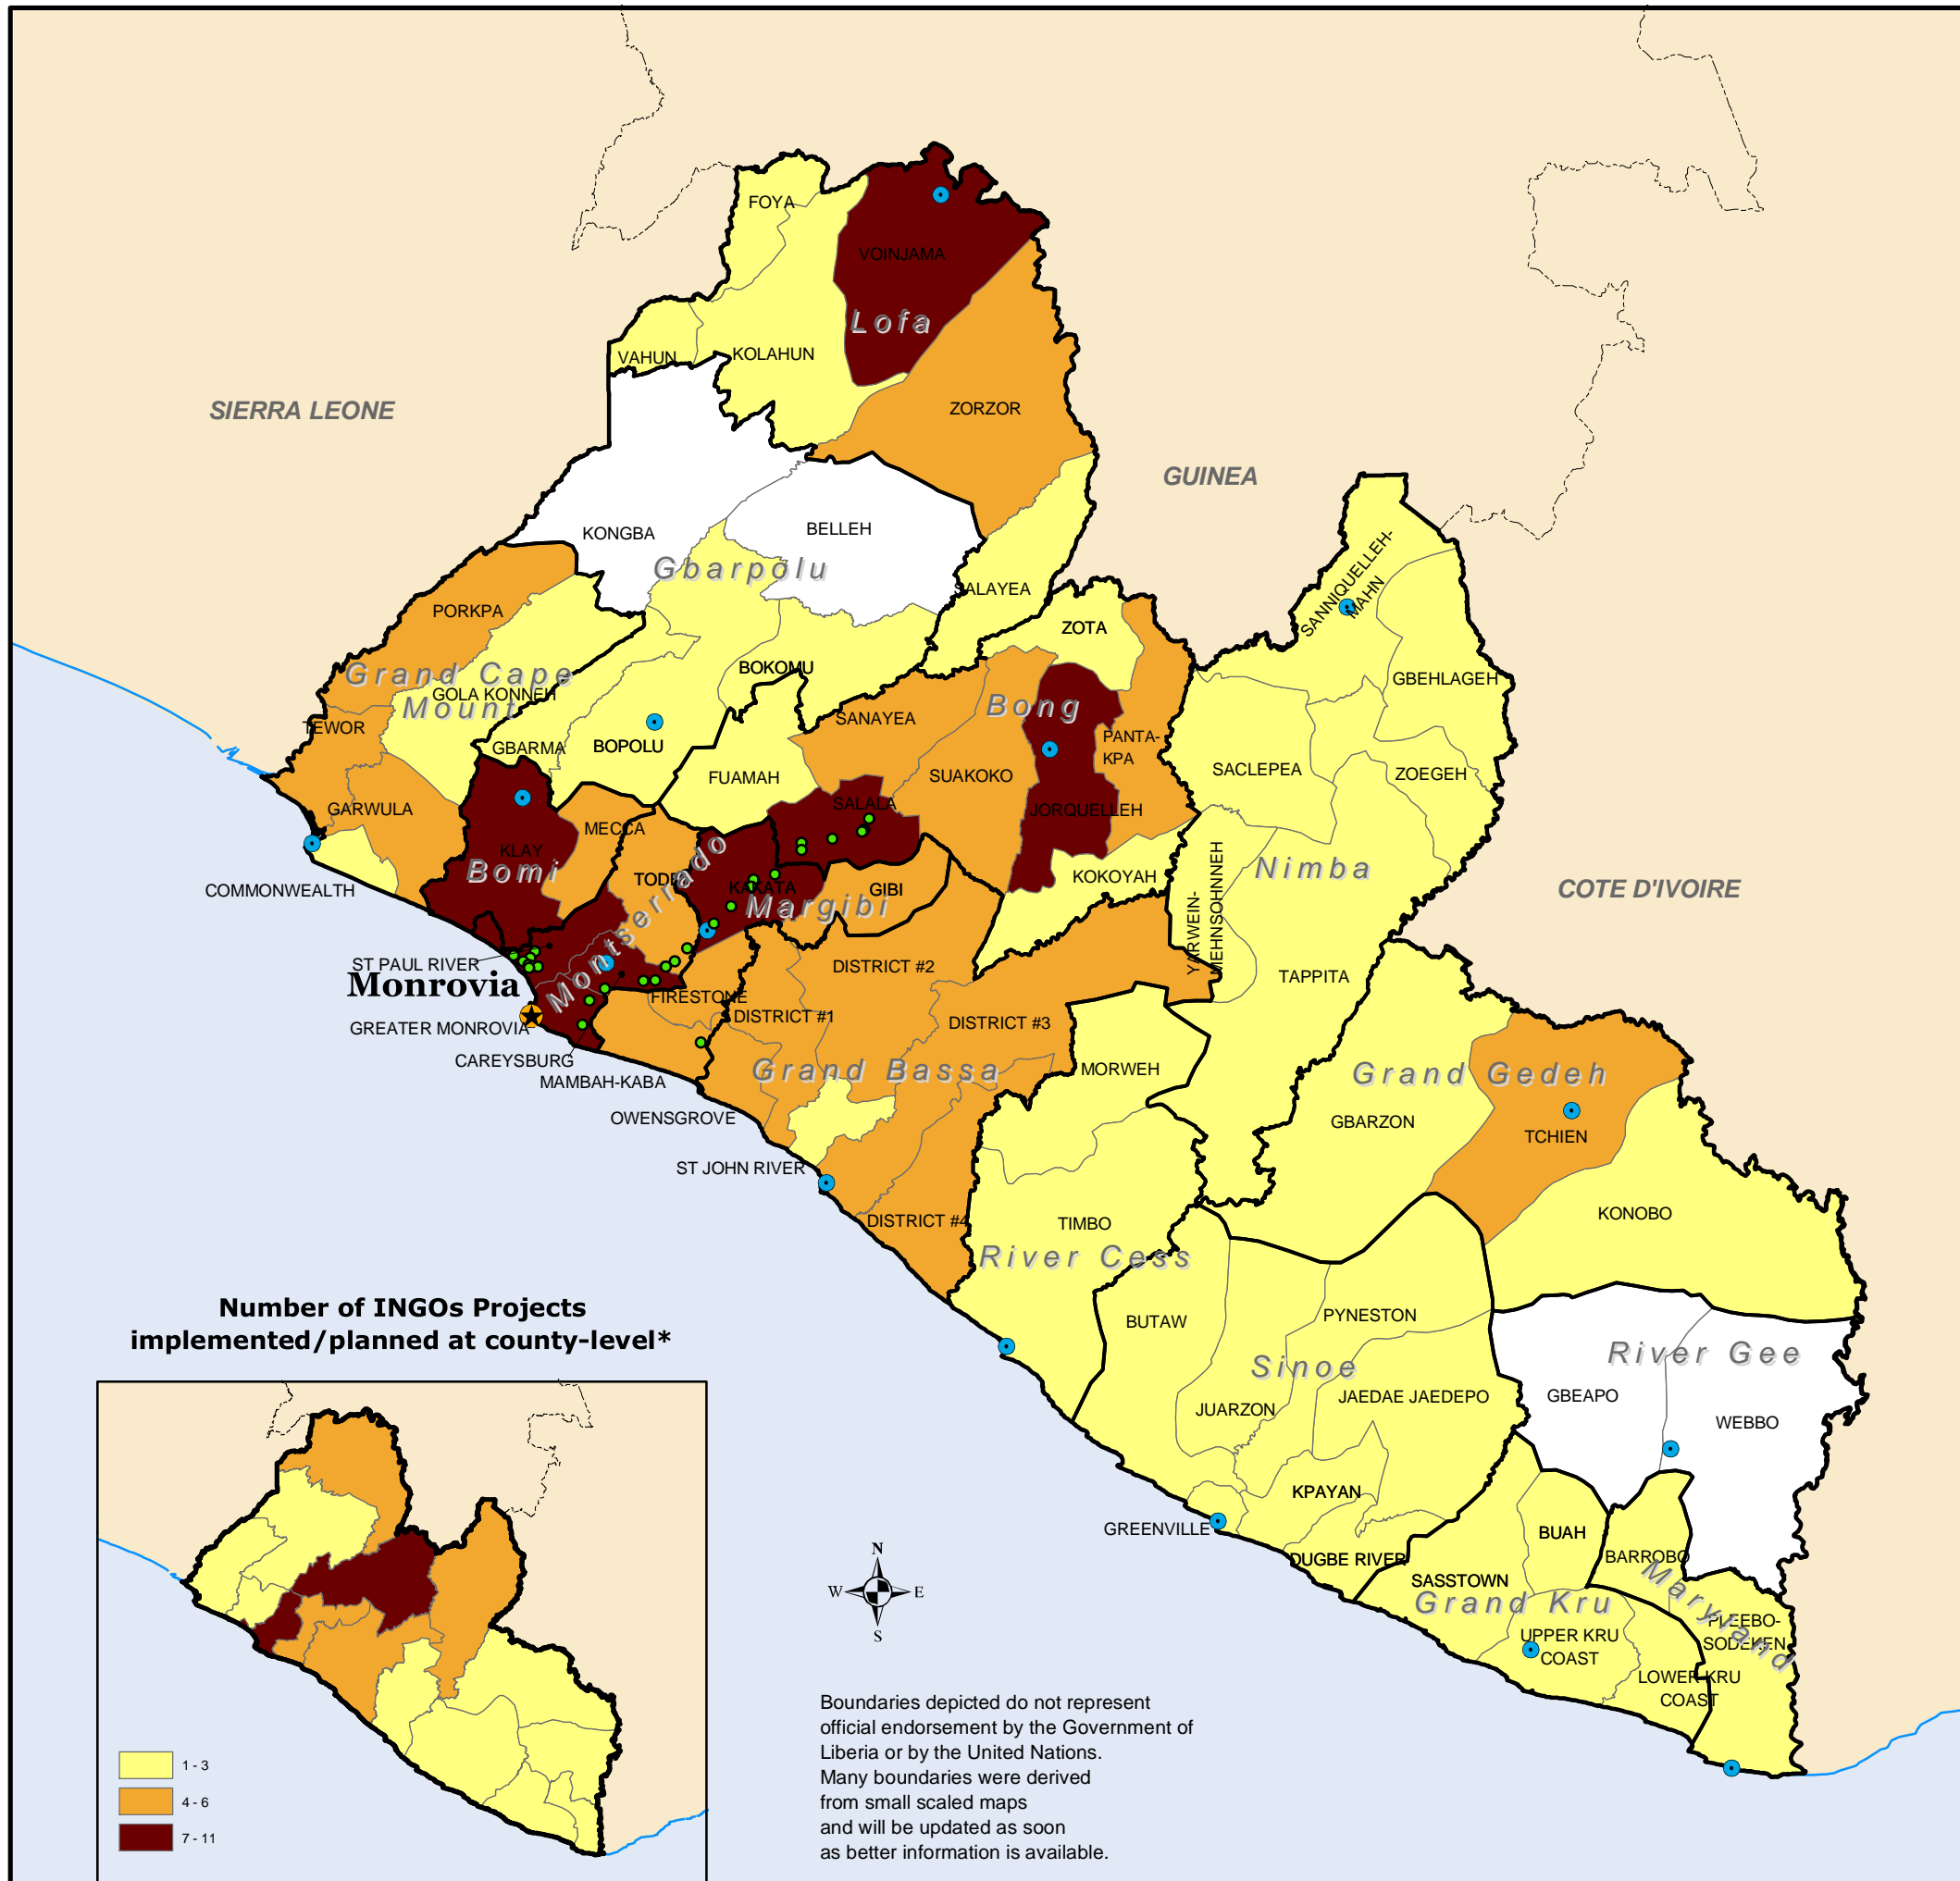 FOYA
VOINJAMA
Lofa
VAHUN
KOLAHUN
SIERRA LEONE
ZORZOR
GUINEA
KONGBA
BELLEH
Gbarpolu
SALAYEA
SANNIQUELLEH-
MAHN
PORKPA
ZOTA
Grand Cape
Mount
GOLA KONNEH
BOKOMU
GBEHLAGEH
TEWOR
GBARMA
BOPOLU
SANAYEA
Bong
PANTA-
KPA
FUAMAH
SUAKOKO
SACLEPEA
ZOEGEH
GARWULA
MECCA
SALALA
JORQUELLEH
KLAY
Bomi
TODEE
KAKATA
GIBI
KOKOYAH
Nimba
COMMONWEALTH
Margibi
Montserrado
COTE D'IVOIRE
YARWEIN-
MEHNSOHNNEH
ST PAUL RIVER
Monrovia
DISTRICT #2
TAPPITA
FIRESTONE
GREATER MONROVIA
DISTRICT #1
DISTRICT #3
CAREYSBURG
MAMBAH-KABA
Grand Bassa
MORWEH
Grand Gedeh
OWENSGROVE
GBARZON
TCHIEN
ST JOHN RIVER
DISTRICT #4
TIMBO
KONOBO
River Cess
Number of INGOs Projects
implemented/planned at county-level*
BUTAW
PYNESTON
Sinoe
River Gee
JUARZON
JAEDAE JAEDEPO
GBEAPO
WEBBO
KPAYAN
GREENVILLE
BUAH
DUGBE RIVER
BARROBO
SASSTOWN
Grand Kru
Maryland
UPPER KRU
COAST
PLEEBO-
SODEKEN
LOWER KRU
COAST
N
W E
S
1 - 3
4 - 6
7 - 11
Boundaries depicted do not represent
official endorsement by the Government of
Liberia or by the United Nations.
Many boundaries were derived
from small scaled maps
and will be updated as soon
as better information is available.